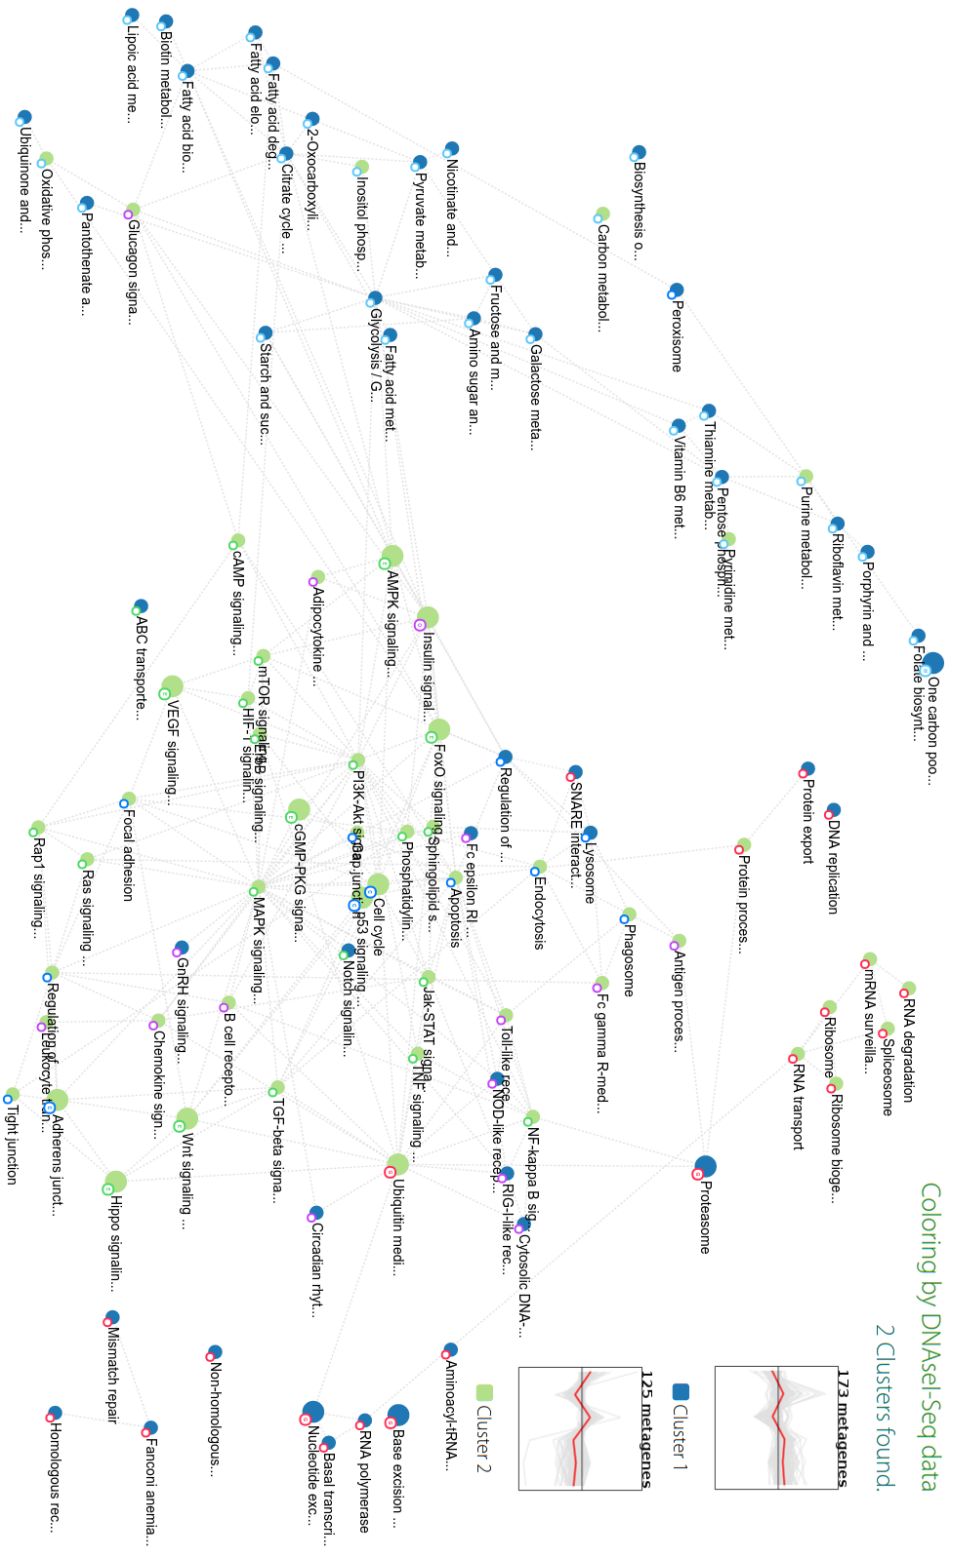 Coloring by DNAseI-Seq data
2 Clusters found.
173 metagenes
Cluster 1
125 metagenes
Cluster 2
One carbon poo...
Folate biosynt...
Porphyrin and ...
Riboflavin met...
Purine metabol...
Pyrimidine met...
Pentose phosph...
Thiamine metab...
Vitamin B6 met...
Peroxisome
Biosynthesis o...
Carbon metabol...
Galactose meta...
Fructose and m...
Amino sugar an...
Nicotinate and...
Pyruvate metab...
Fatty acid met...
Glycolysis / G...
Inositol phosp...
2-Oxocarboxyli...
Citrate cycle ...
Fatty acid deg...
Fatty acid elo...
Starch and suc...
Fatty acid bio...
Biotin metabol...
Lipoic acid me...
Glucagon signa...
Pantothenate a...
Oxidative phos...
Ubiquinone and...
DNA replication
Protein export
Protein proces...
SNARE interact...
Lysosome
Regulation of ...
Endocytosis
Phagosome
Antigen proces...
Fc gamma R-med...
Fc epsilon RI ...
Apoptosis
FoxO signaling...
Insulin signal...
AMPK signaling...
Adipocytokine ...
cAMP signaling...
ABC transporte...
mTOR signaling...
HIF-1 signalin...
ErbB signaling...
VEGF signaling...
PI3K-Akt signa...
Gap junction
Sphingolipid s...
Phosphatidylin...
Cell cycle
p53 signaling ...
cGMP-PKG signa...
MAPK signaling...
Notch signalin...
Focal adhesion
Ras signaling ...
Rap1 signaling...
GnRH signaling...
B cell recepto...
Chemokine sign...
Regulation of ...
Leukocyte tran...
Adherens junct...
Tight junction
Jak-STAT signa...
TNF signaling ...
Toll-like rece...
NOD-like recep...
NF-kappa B sig...
RIG-I-like rec...
Cytosolic DNA-...
TGF-beta signa...
Wnt signaling ...
Hippo signalin...
Ubiquitin medi...
Circadian rhyt...
Proteasome
RNA degradation
Spliceosome
mRNA surveilla...
Ribosome
Ribosome bioge...
RNA transport
Aminoacyl-tRNA...
Base excision ...
RNA polymerase
Basal transcri...
Nucleotide exc...
Non-homologous...
Mismatch repair
Fanconi anemia...
Homologous rec...